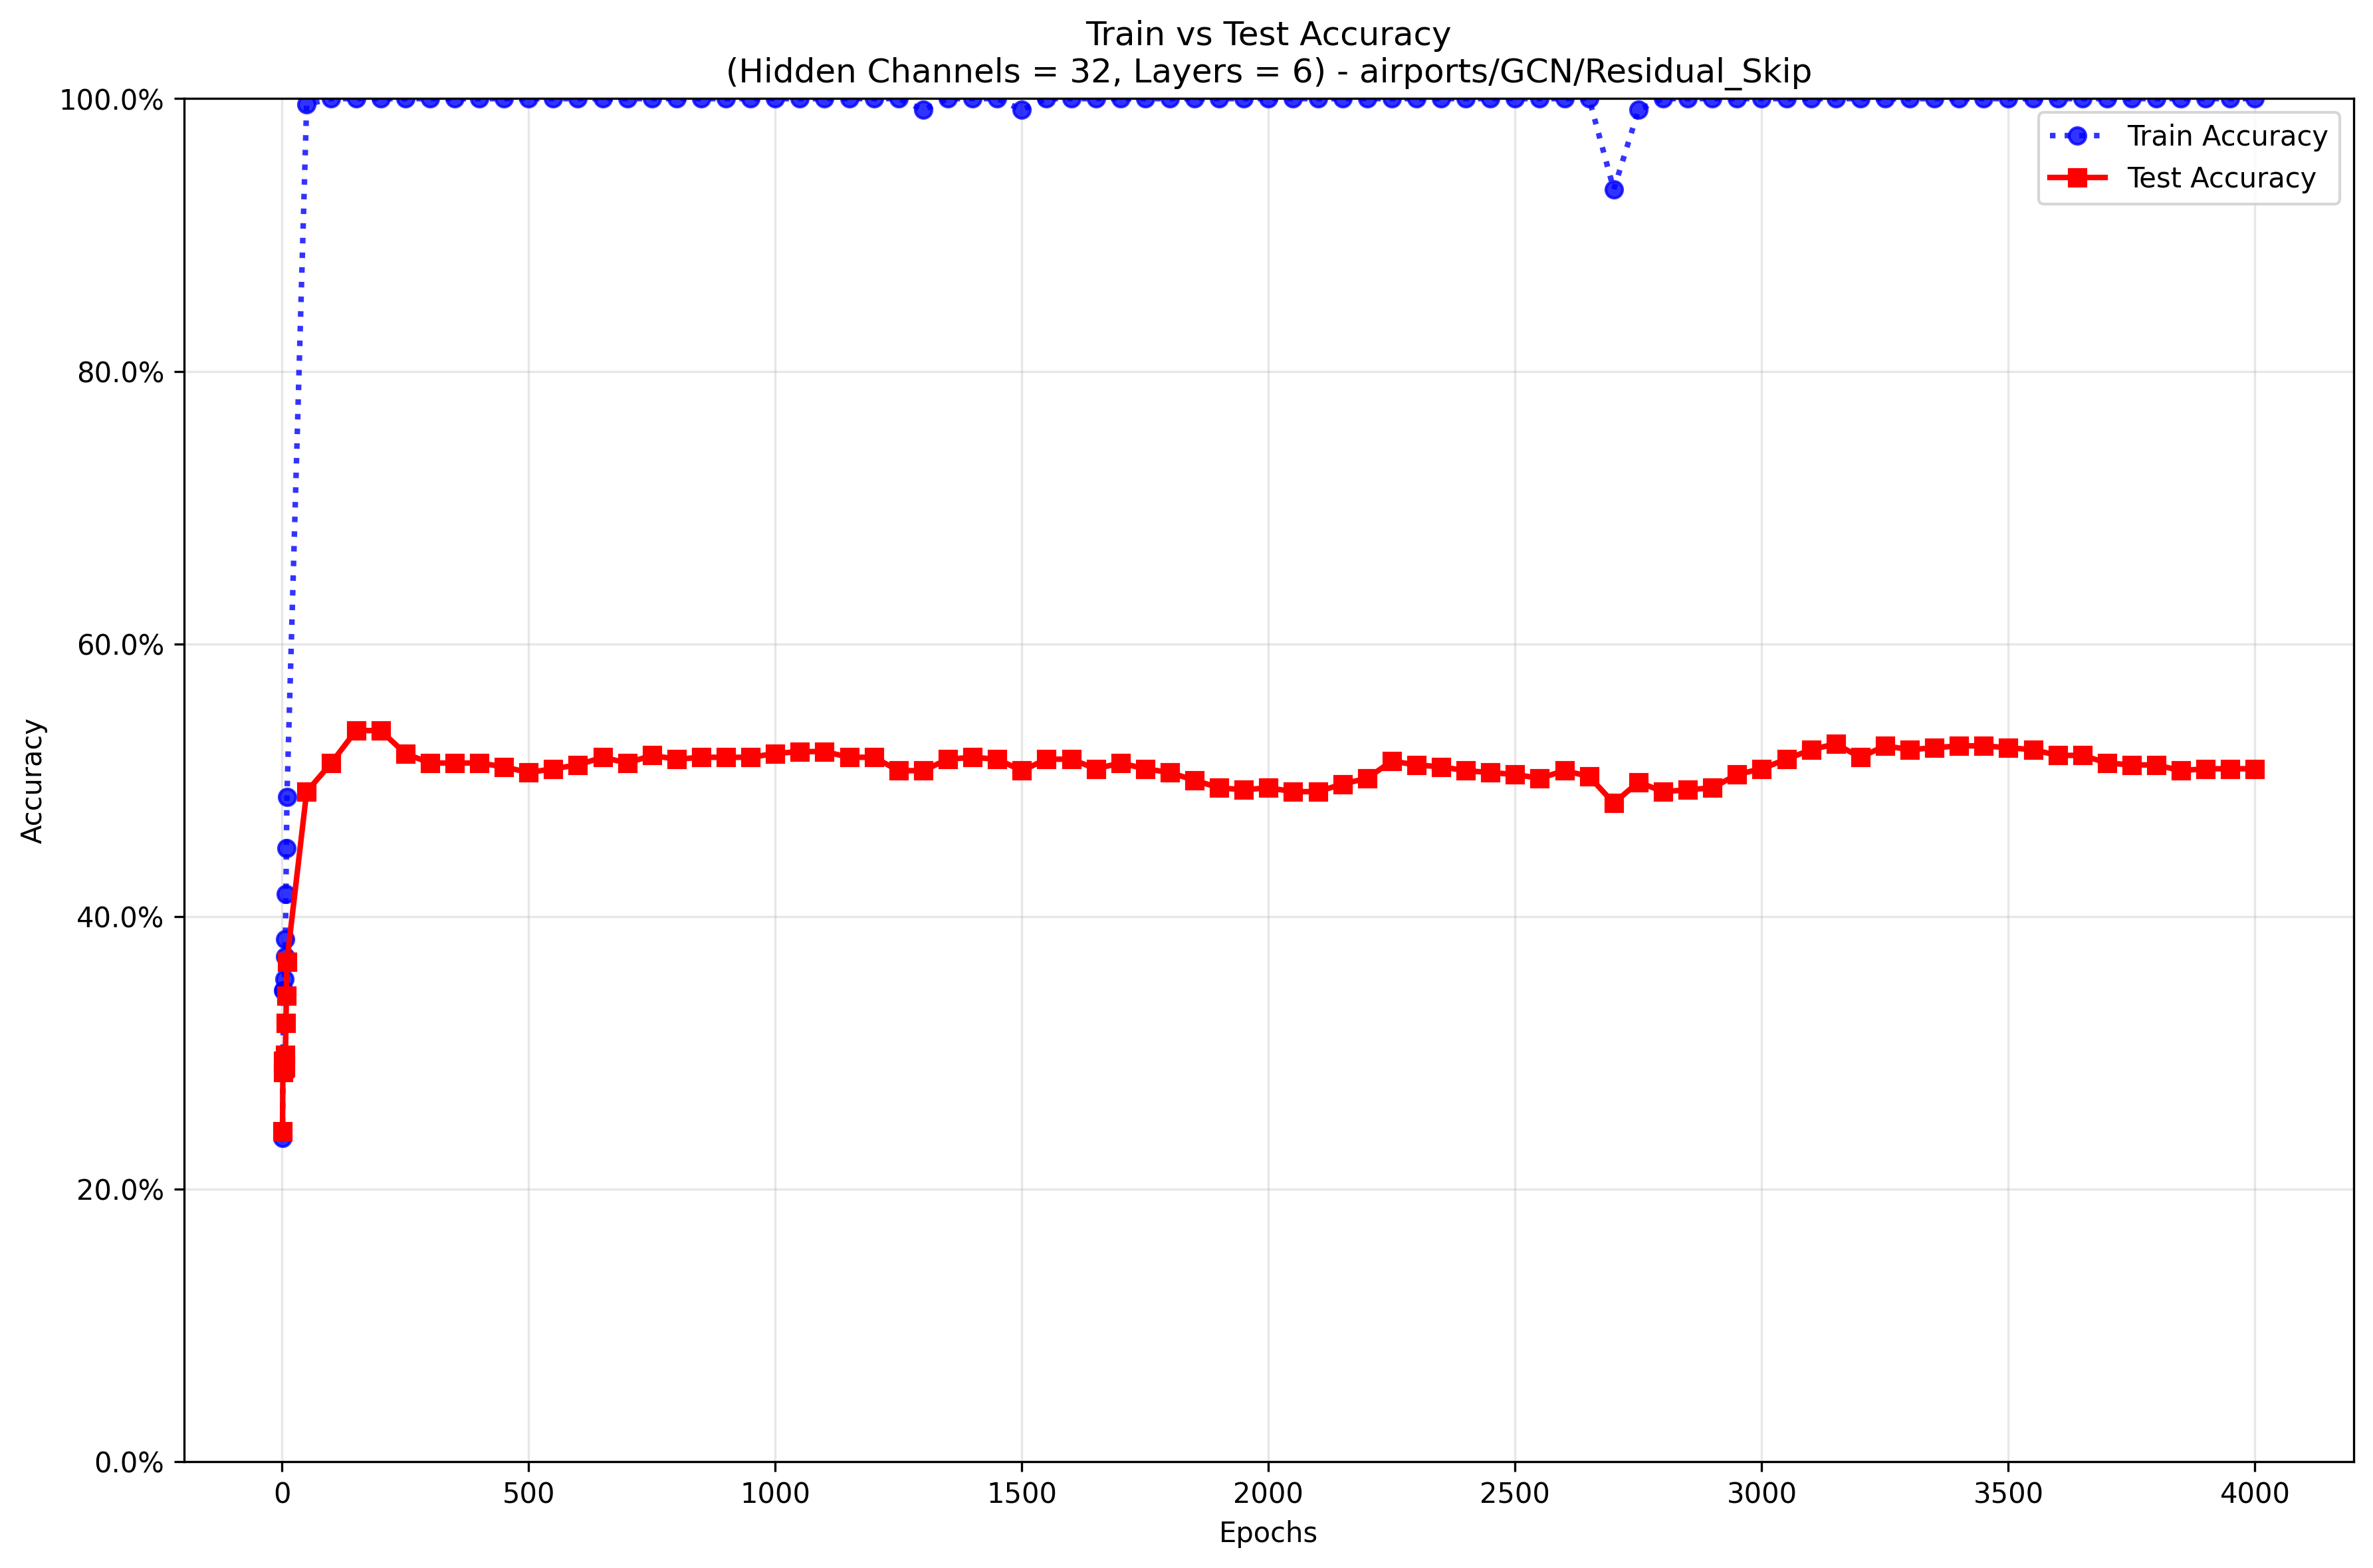 Train vs Test Accuracy
(Hidden Channels = 32, Layers = 6) - airports/GCN/Residual_Skip
100.0%
80.0%
60.0%
40.0%
20.0%
0.0%
Accuracy
Train Accuracy
Test Accuracy
0
500
1000
1500
2000
2500
3000
3500
4000
Epochs